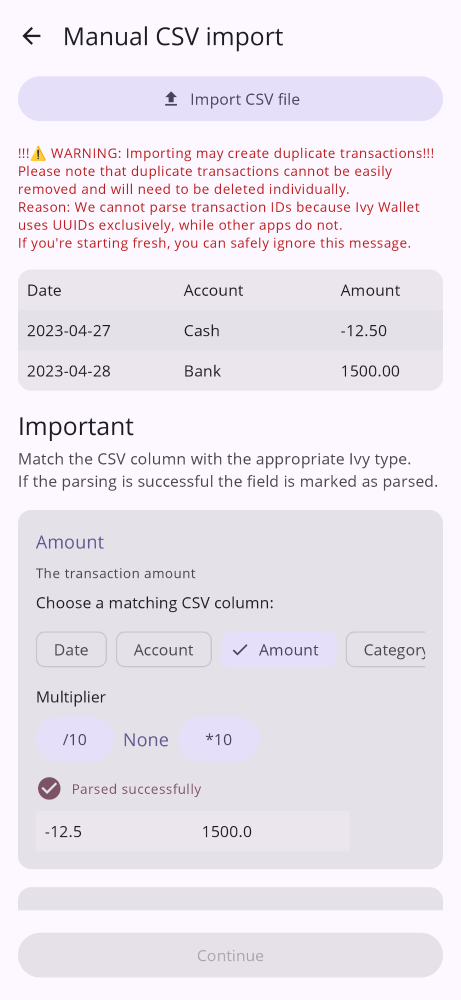 Manual CSV import
Import CSV file
!!!⚠️ WARNING: Importing may create duplicate transactions!!!
Please note that duplicate transactions cannot be easily
removed and will need to be deleted individually.
Reason: We cannot parse transaction IDs because Ivy Wallet
uses UUIDs exclusively, while other apps do not.
If you're starting fresh, you can safely ignore this message.
Date Account Amount
2023-04-27 Cash -12.50
2023-04-28 Bank 1500.00
Important
Match the CSV column with the appropriate Ivy type.
If the parsing is successful the field is marked as parsed.
Amount
The transaction amount
Choose a matching CSV column:
Date Account Amount Category
Multiplier
/10 None *10
Parsed successfully
-12.5 1500.0
Continue